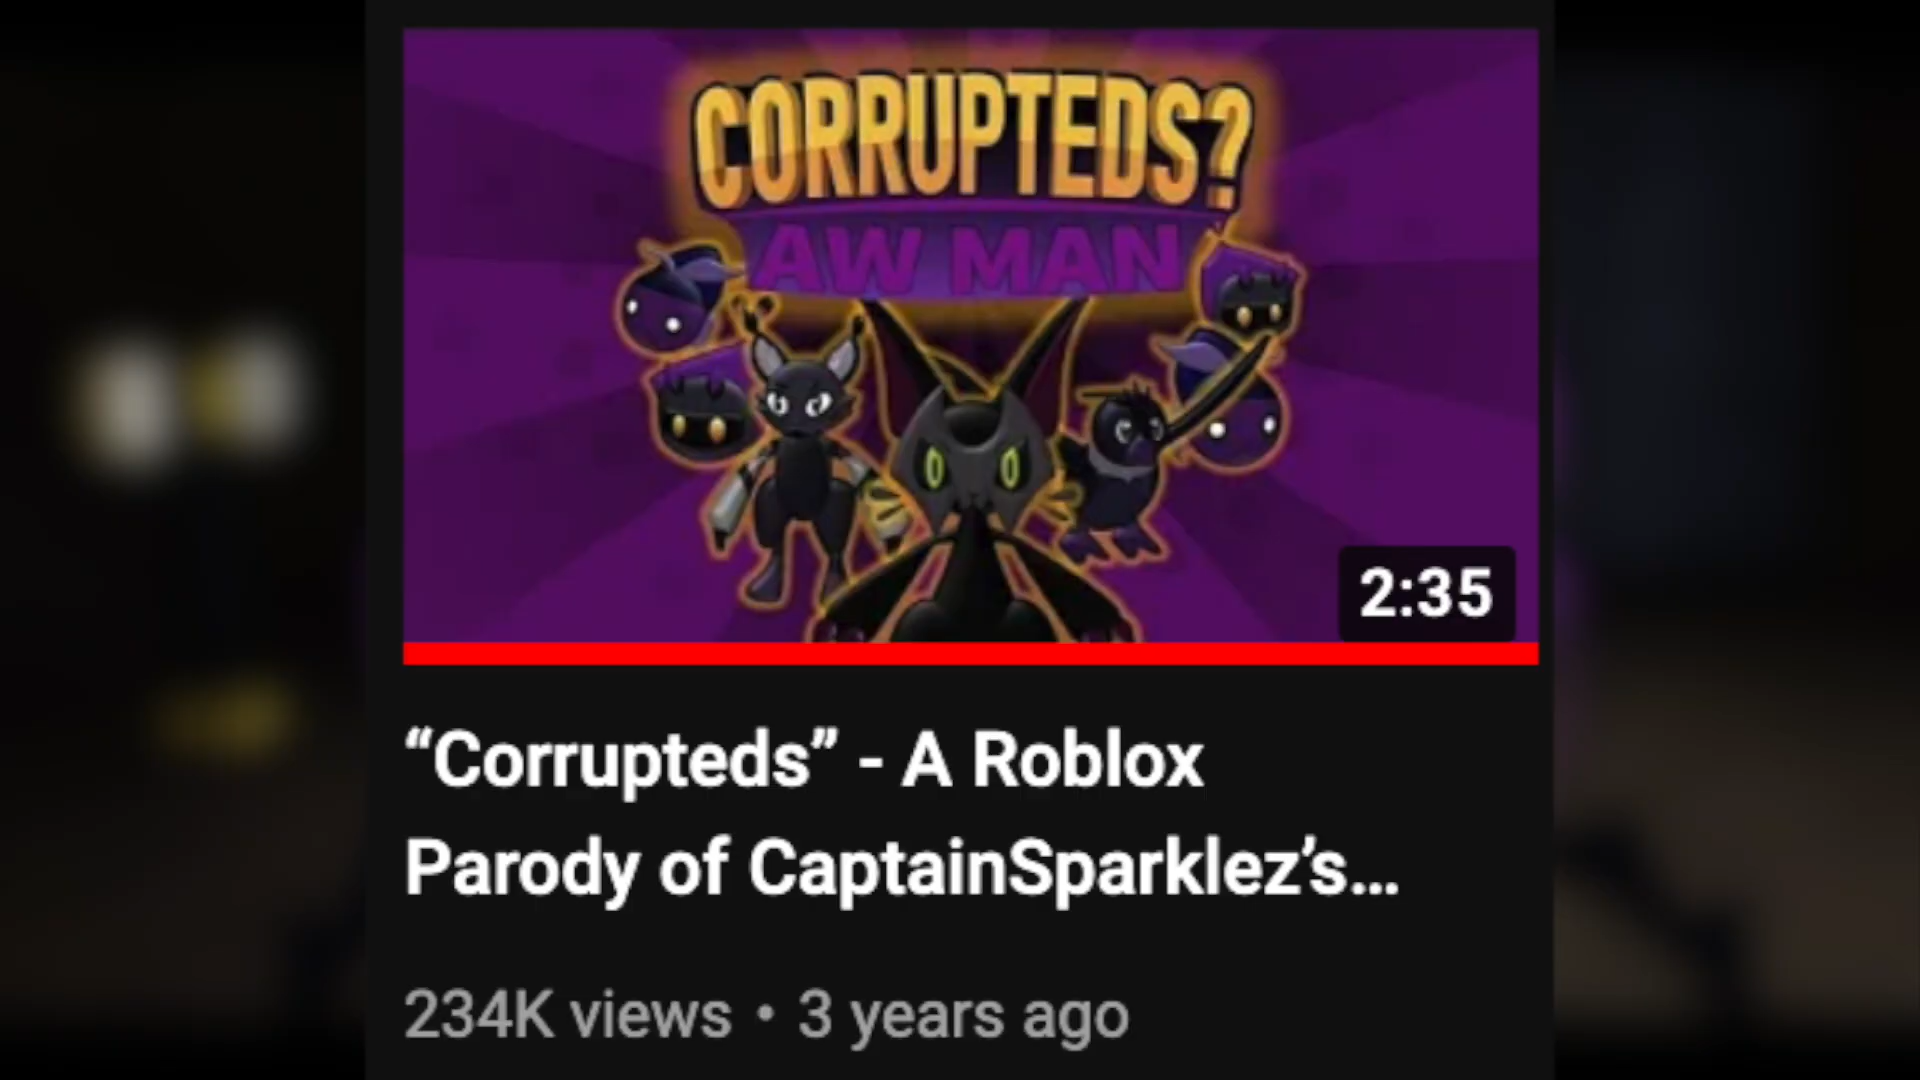 CORRUPTEDS?
AW MAN
2:35
“Corrupteds” - A Roblox
Parody of CaptainSparklez’s...
234K views • 3 years ago